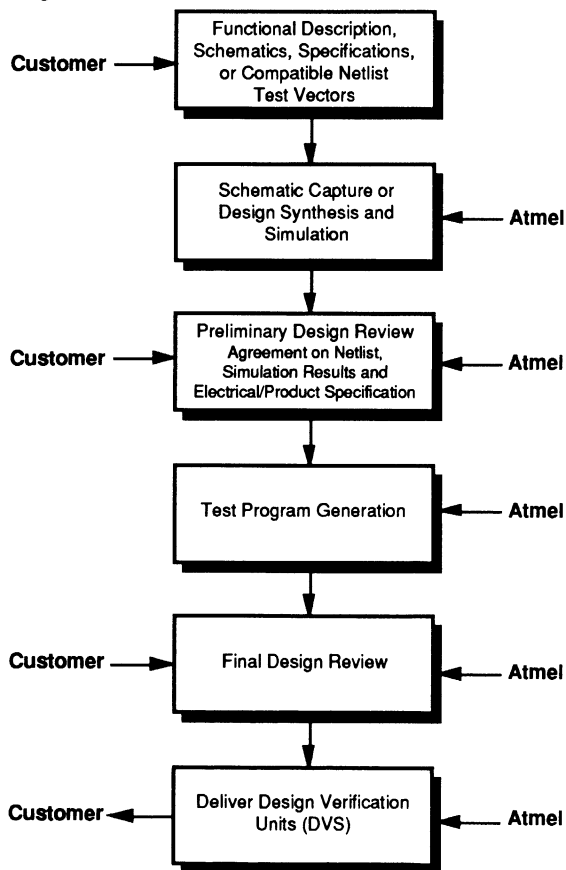 Functional Description,
Schematics, Specifications,
or Compatible Netlist
Test Vectors
Customer
Schematic Capture or
Design Synthesis and
Simulation
Atmel
Customer
Preliminary Design Review
Agreement on Netlist,
Simulation Results and
Electrical/Product Specification
Atmel
Test Program Generation
Atmel
Customer
Final Design Review
Atmel
Customer
Deliver Design Verification
Units (DVS)
Atmel